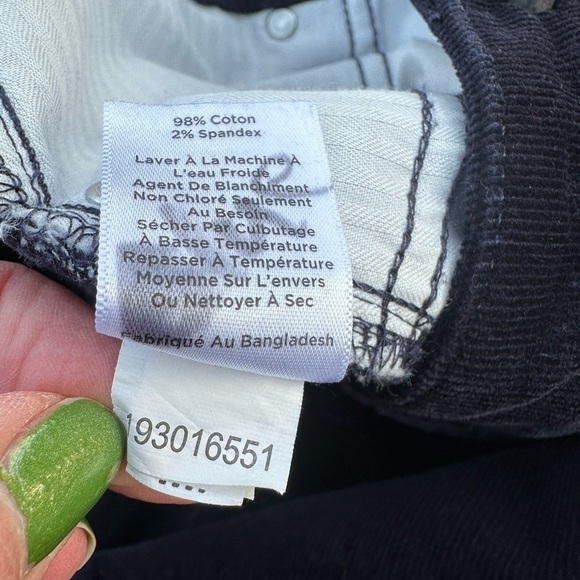 98% Coton
2% Spandex
Laver À La Machine À
L'eau Froide
Agent De Blanchiment
Non Chloré Seulement
Au Besoin
Sécher Par Culbutage
À Basse Température
Repasser À Température
Moyenne Sur L'envers
Ou Nettoyer À Sec
Fabriqué Au Bangladesh
193016551